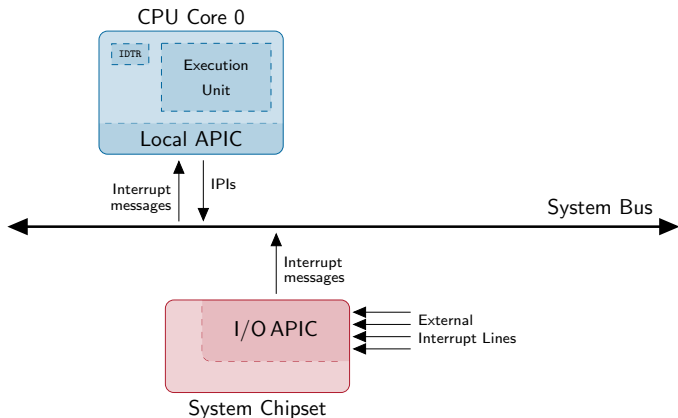 CPU Core 0
IDTR
Execution
Unit
Local APIC
Interrupt
messages
IPIs
System Bus
Interrupt
messages
I/O APIC
External
Interrupt Lines
System Chipset